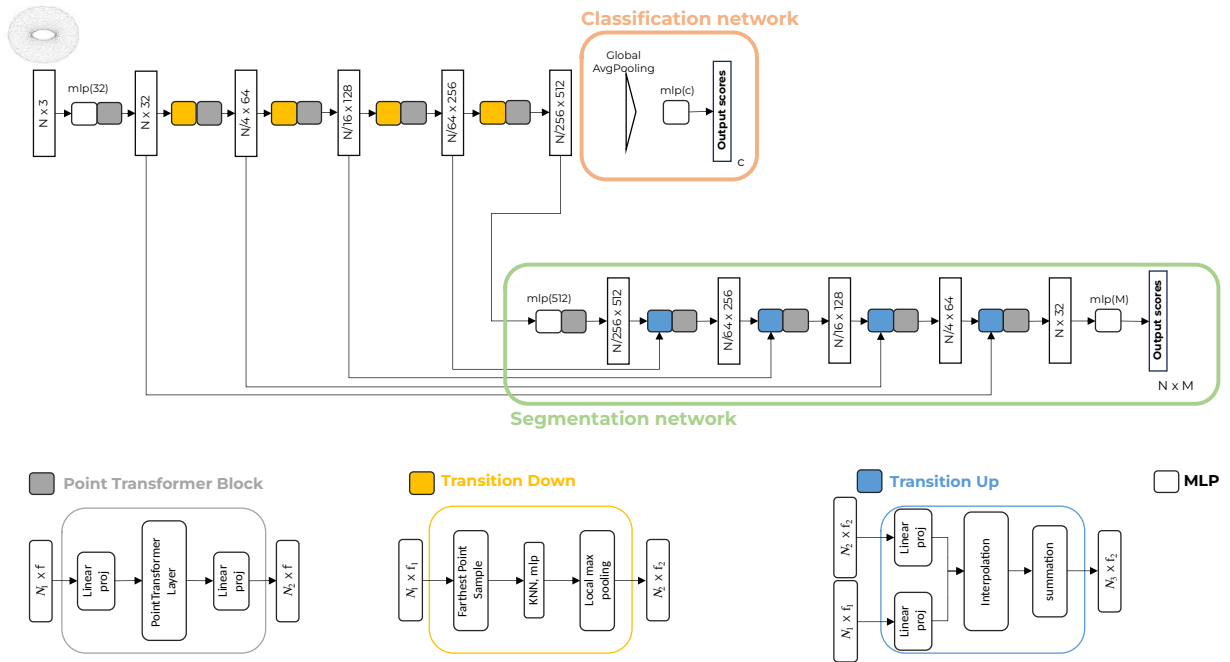 Classification network
Global
AvgPooling
mlp(32)
mlp(c)
N x 3
N x 32
N/4 x 64
N/16 x 128
N/64 x 256
N/256 x 512
Output scores
c
mlp(512)
mlp(M)
N/256 x 512
N/64 x 256
N/16 x 128
N/4 x 64
N x 32
Output scores
N x M
Segmentation network
Point Transformer Block
Transition Down
Transition Up
MLP
N₁ x f
Linear
proj
PointTransformer
Layer
Linear
proj
N₂ x f
N₁ x f₁
Farthest Point
Sample
KNN, mlp
Local max
pooling
N₂ x f₂
N₂ x f₂
Linear
proj
N₁ x f₁
Linear
proj
Interpolation
summation
N₃ x f₂